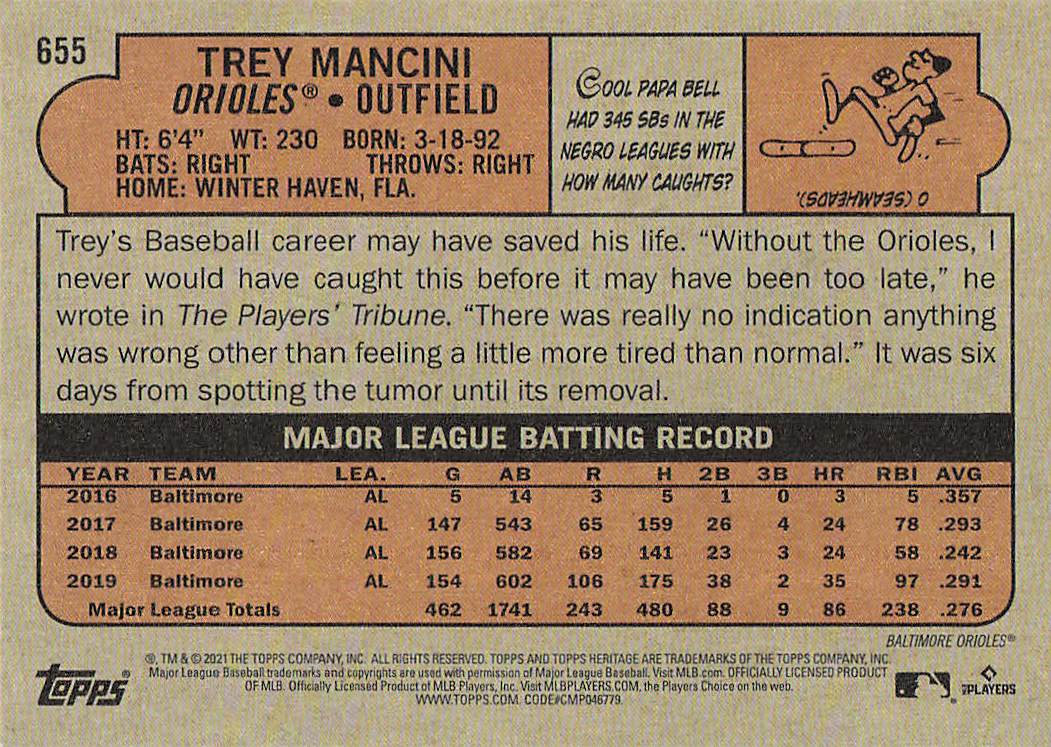 655
TREY MANCINI
ORIOLES® • OUTFIELD
HT: 6'4" WT: 230 BORN: 3-18-92
BATS: RIGHT THROWS: RIGHT
HOME: WINTER HAVEN, FLA.
COOL PAPA BELL
HAD 345 SBs IN THE
NEGRO LEAGUES WITH
HOW MANY CAUGHTS?
0 (SEAMHEADS).
Trey's Baseball career may have saved his life. "Without the Orioles, I
never would have caught this before it may have been too late," he
wrote in The Players' Tribune. "There was really no indication anything
was wrong other than feeling a little more tired than normal." It was six
days from spotting the tumor until its removal.
MAJOR LEAGUE BATTING RECORD
YEAR TEAM LEA. G AB R H 2B 3B HR RBI AVG
2016 Baltimore AL 5 14 3 5 1 0 3 5 .357
2017 Baltimore AL 147 543 65 159 26 4 24 78 .293
2018 Baltimore AL 156 582 69 141 23 3 24 58 .242
2019 Baltimore AL 154 602 106 175 38 2 35 97 .291
Major League Totals 462 1741 243 480 88 9 86 238 .276
BALTIMORE ORIOLES®
®, TM & © 2021 THE TOPPS COMPANY, INC. ALL RIGHTS RESERVED. TOPPS AND TOPPS HERITAGE ARE TRADEMARKS OF THE TOPPS COMPANY, INC.
Major League Baseball trademarks and copyrights are used with permission of Major League Baseball. Visit MLB.com. OFFICIALLY LICENSED PRODUCT
OF MLB. Officially Licensed Product of MLB Players, Inc. Visit MLBPLAYERS.COM, the Players Choice on the web.
WWW.TOPPS.COM. CODE#CMP046779.
topps®
MLBPLAYERS